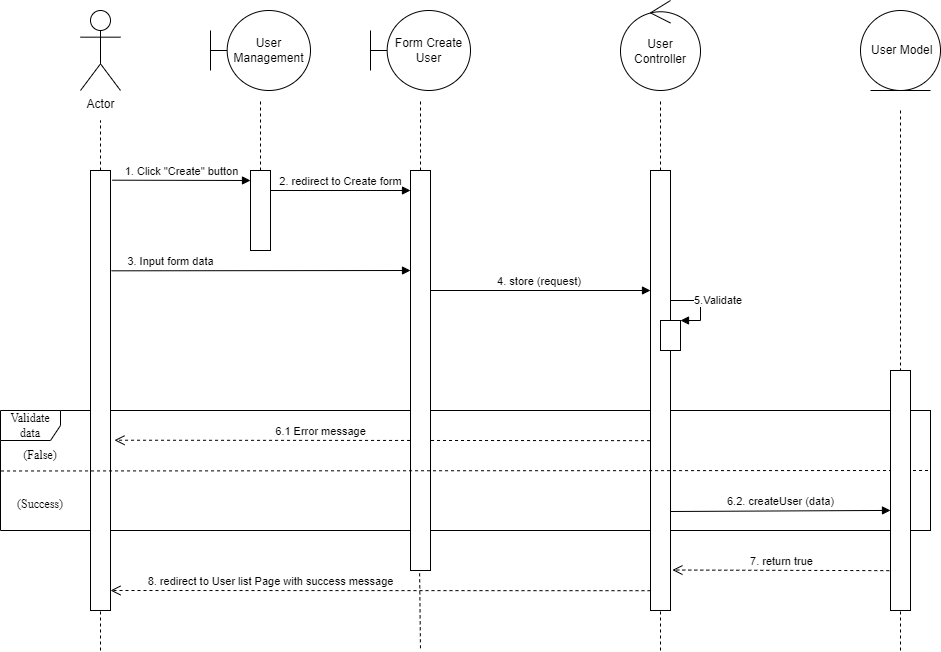 User
Management
Form Create
User
User
Controller
User Model
Actor
1. Click "Create" button
2. redirect to Create form
3. Input form data
4. store (request)
5.Validate
Validate
data
6.1 Error message
(False)
(Success)
6.2. createUser (data)
7. return true
8. redirect to User list Page with success message